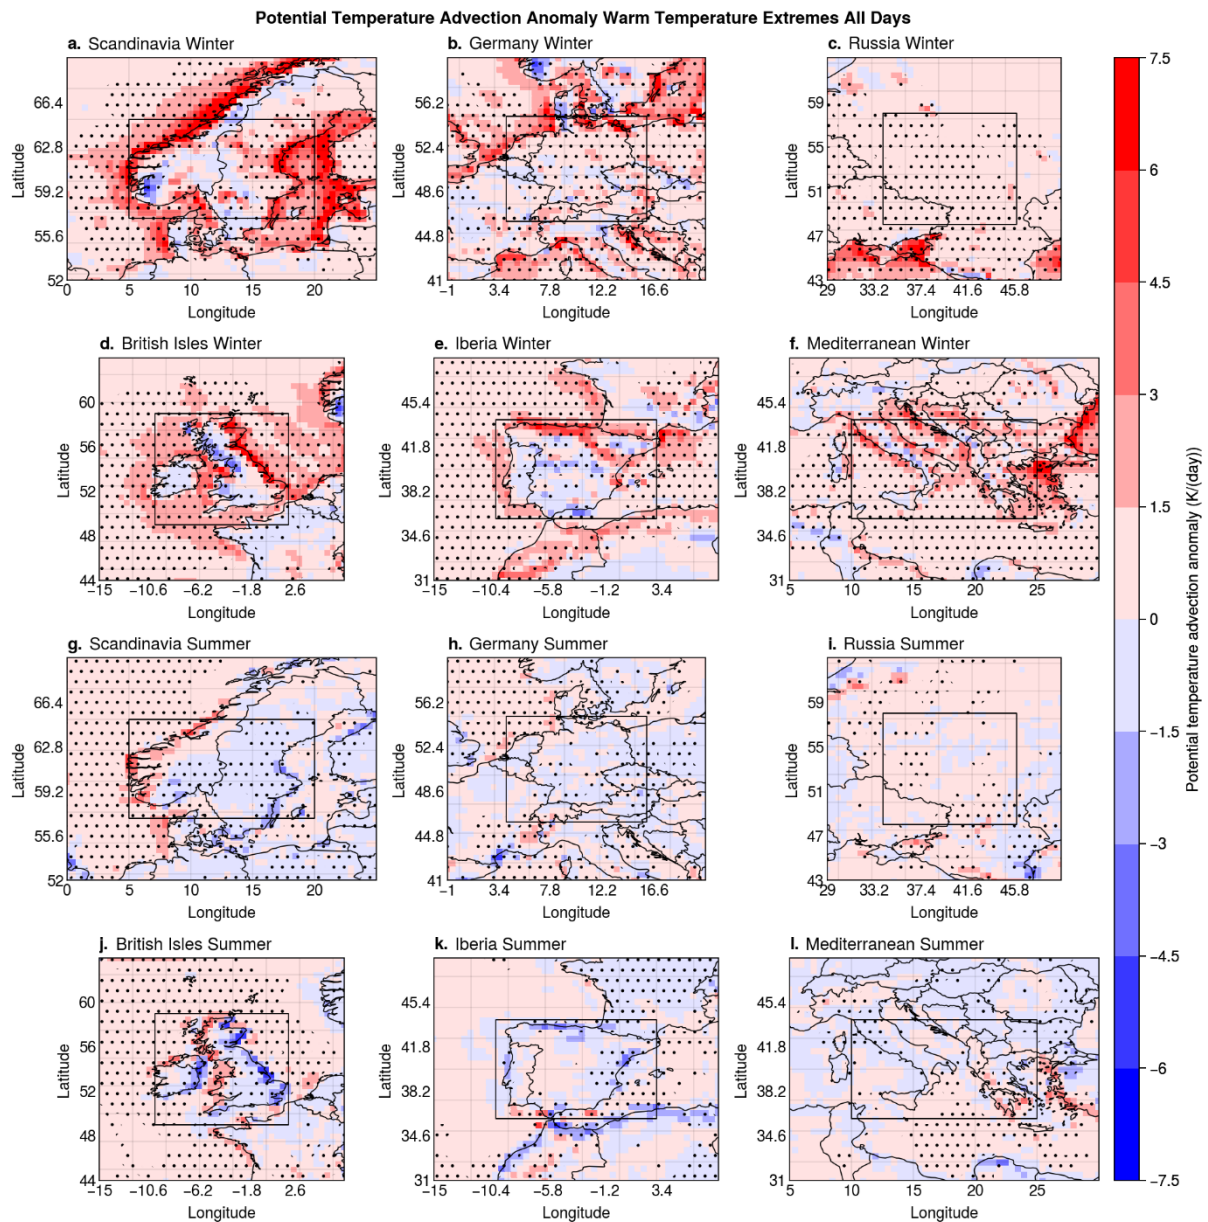 Potential Temperature Advection Anomaly Warm Temperature Extremes All Days
a. Scandinavia Winter
b. Germany Winter
c. Russia Winter
Latitude
66.4
62.8
59.2
55.6
52
0 5 10 15 20
Longitude
Latitude
56.2
52.4
48.6
44.8
41
−1 3.4 7.8 12.2 16.6
Longitude
Latitude
59
55
51
47
43
29 33.2 37.4 41.6 45.8
Longitude
d. British Isles Winter
e. Iberia Winter
f. Mediterranean Winter
Latitude
60
56
52
48
44
−15 −10.6 −6.2 −1.8 2.6
Longitude
Latitude
45.4
41.8
38.2
34.6
31
−15 −10.4 −5.8 −1.2 3.4
Longitude
Latitude
45.4
41.8
38.2
34.6
31
5 10 15 20 25
Longitude
g. Scandinavia Summer
h. Germany Summer
i. Russia Summer
Latitude
66.4
62.8
59.2
55.6
52
0 5 10 15 20
Longitude
Latitude
56.2
52.4
48.6
44.8
41
−1 3.4 7.8 12.2 16.6
Longitude
Latitude
59
55
51
47
43
29 33.2 37.4 41.6 45.8
Longitude
j. British Isles Summer
k. Iberia Summer
l. Mediterranean Summer
Latitude
60
56
52
48
44
−15 −10.6 −6.2 −1.8 2.6
Longitude
Latitude
45.4
41.8
38.2
34.6
31
−15 −10.4 −5.8 −1.2 3.4
Longitude
Latitude
45.4
41.8
38.2
34.6
31
5 10 15 20 25
Longitude
7.5
6
4.5
3
1.5
0
−1.5
−3
−4.5
−6
−7.5
Potential temperature advection anomaly (K/(day))